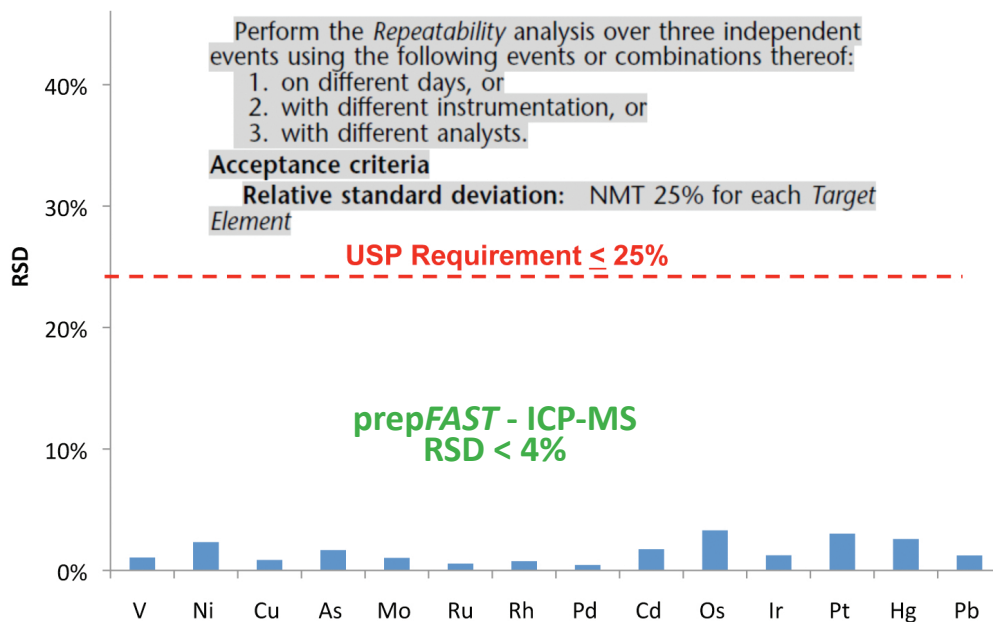 Perform the Repeatability analysis over three independent
events using the following events or combinations thereof:
1. on different days, or
2. with different instrumentation, or
3. with different analysts.
Acceptance criteria
Relative standard deviation: NMT 25% for each Target
Element
USP Requirement ≤ 25%
prepFAST - ICP-MS
RSD < 4%
RSD
40%
30%
20%
10%
0%
V Ni Cu As Mo Ru Rh Pd Cd Os Ir Pt Hg Pb